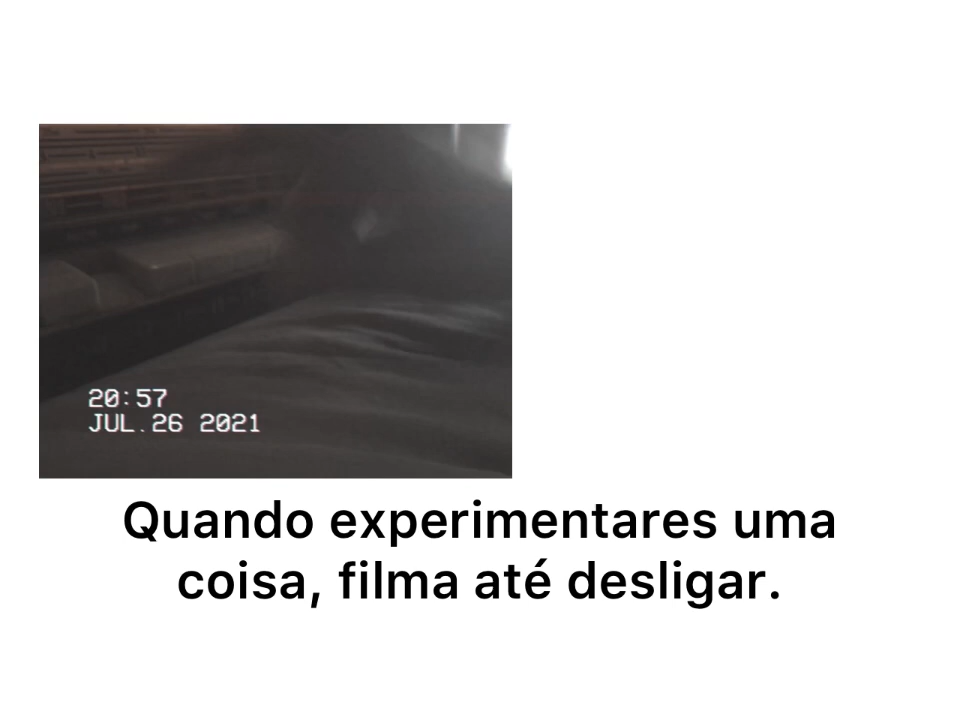 20:57
JUL.26 2021
Quando experimentares uma
coisa, filma até desligar.